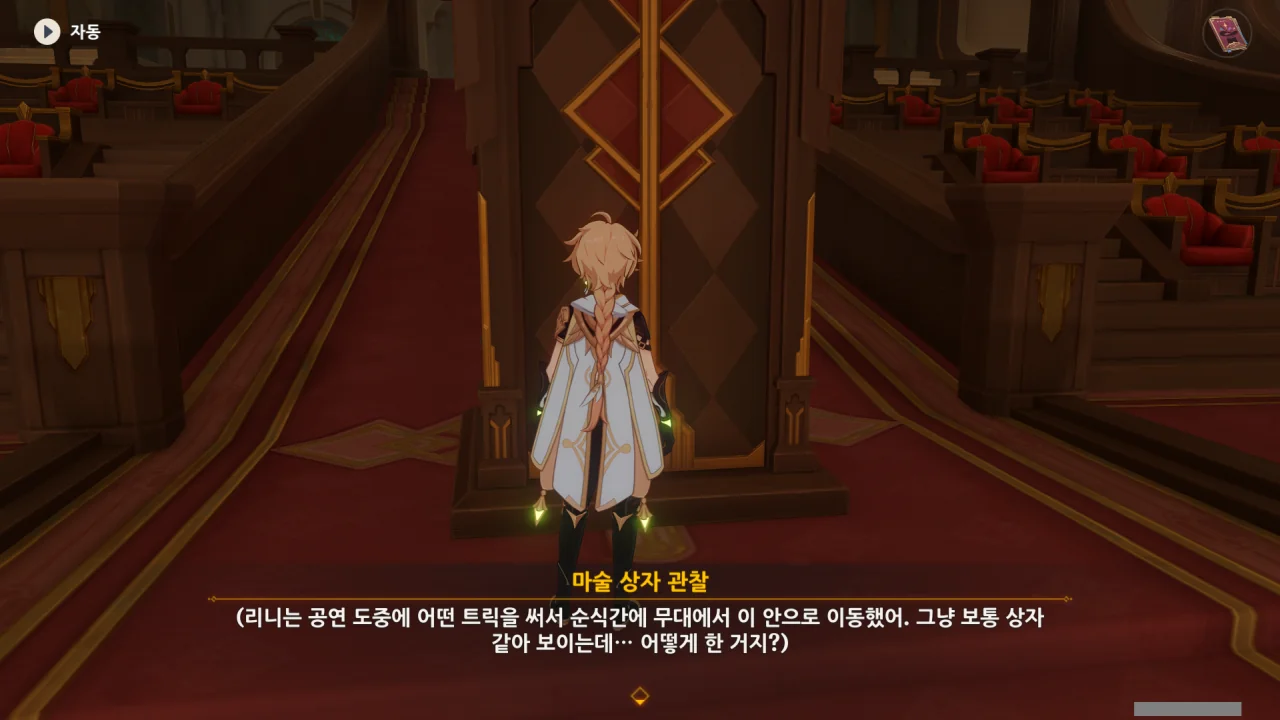 자동
마술 상자 관찰
(리니는 공연 도중에 어떤 트릭을 써서 순식간에 무대에서 이 안으로 이동했어. 그냥 보통 상자
같아 보이는데… 어떻게 한 거지?)